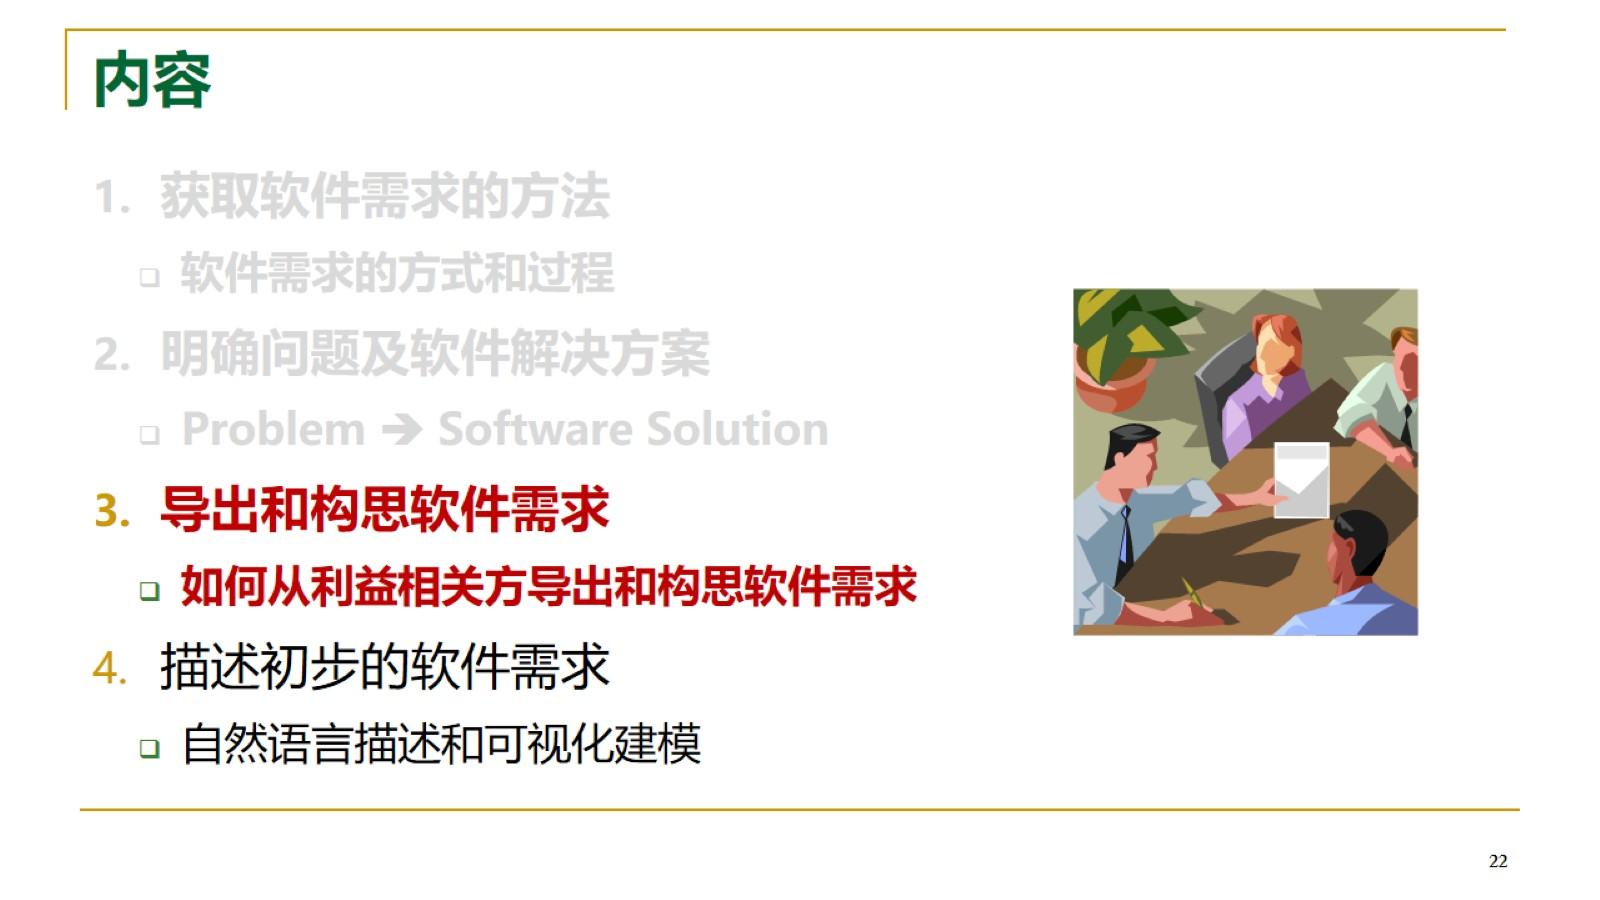 内容
1. 获取软件需求的方法
❑ 软件需求的方式和过程
2. 明确问题及软件解决方案
❑ Problem ➔ Software Solution
3. 导出和构思软件需求
❑ 如何从利益相关方导出和构思软件需求
4. 描述初步的软件需求
❑ 自然语言描述和可视化建模
22